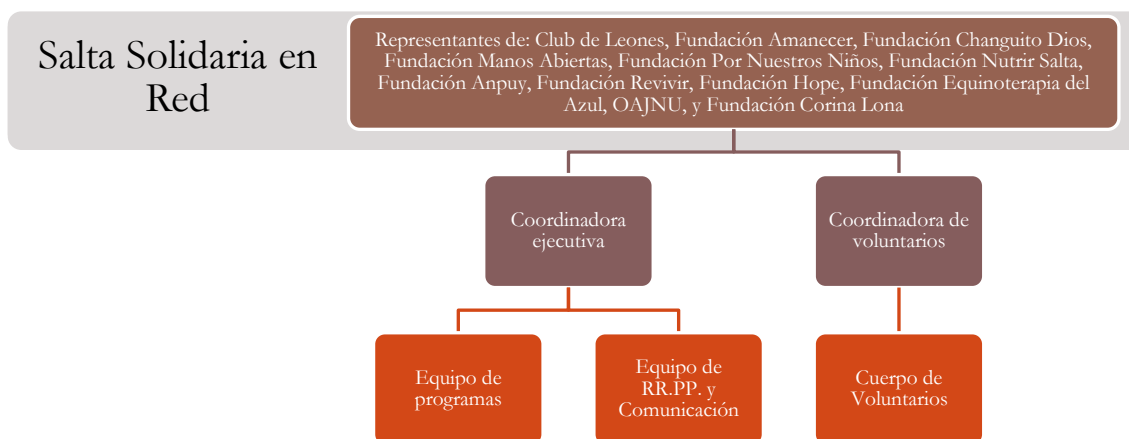 Salta Solidaria en
Red
Representantes de: Club de Leones, Fundación Amanecer, Fundación Changuito Dios,
Fundación Manos Abiertas, Fundación Por Nuestros Niños, Fundación Nutrir Salta,
Fundación Anpuy, Fundación Revivir, Fundación Hope, Fundación Equinoterapia del
Azul, OAJNU, y Fundación Corina Lona
Coordinadora
ejecutiva
Coordinadora de
voluntarios
Equipo de
programas
Equipo de
RR.PP. y
Comunicación
Cuerpo de
Voluntarios